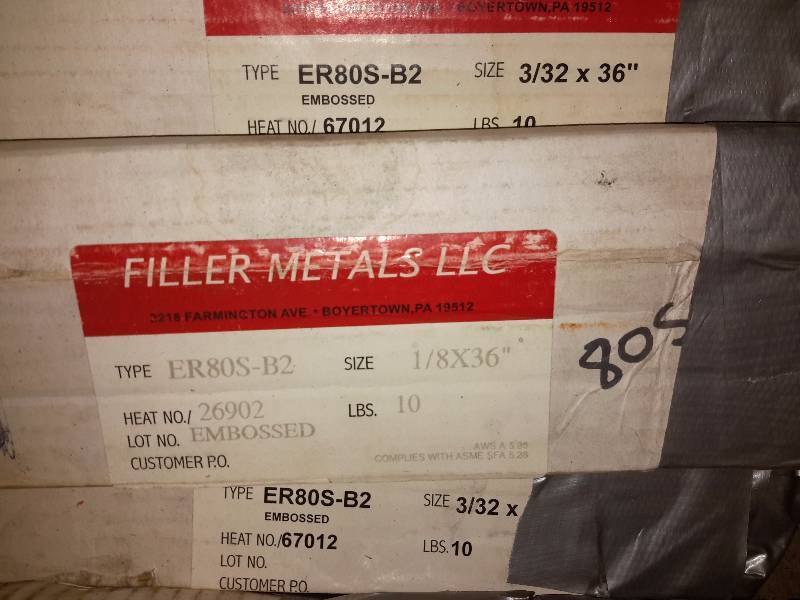 BOYERTOWN,PA 19512
TYPE ER80S-B2 SIZE 3/32 x 36"
EMBOSSED
HEAT NO./ 67012 LBS. 10
FILLER METALS LLC
2218 FARMINGTON AVE. • BOYERTOWN,PA 19512
TYPE ER80S-B2 SIZE 1/8X36"
80S
HEAT NO./ 26902 LBS. 10
LOT NO. EMBOSSED
AWS A 5.28
CUSTOMER P.O. COMPLIES WITH ASME SFA 5.28
TYPE ER80S-B2 SIZE 3/32 x
EMBOSSED
HEAT NO./67012 LBS. 10
LOT NO.
CUSTOMER P.O.